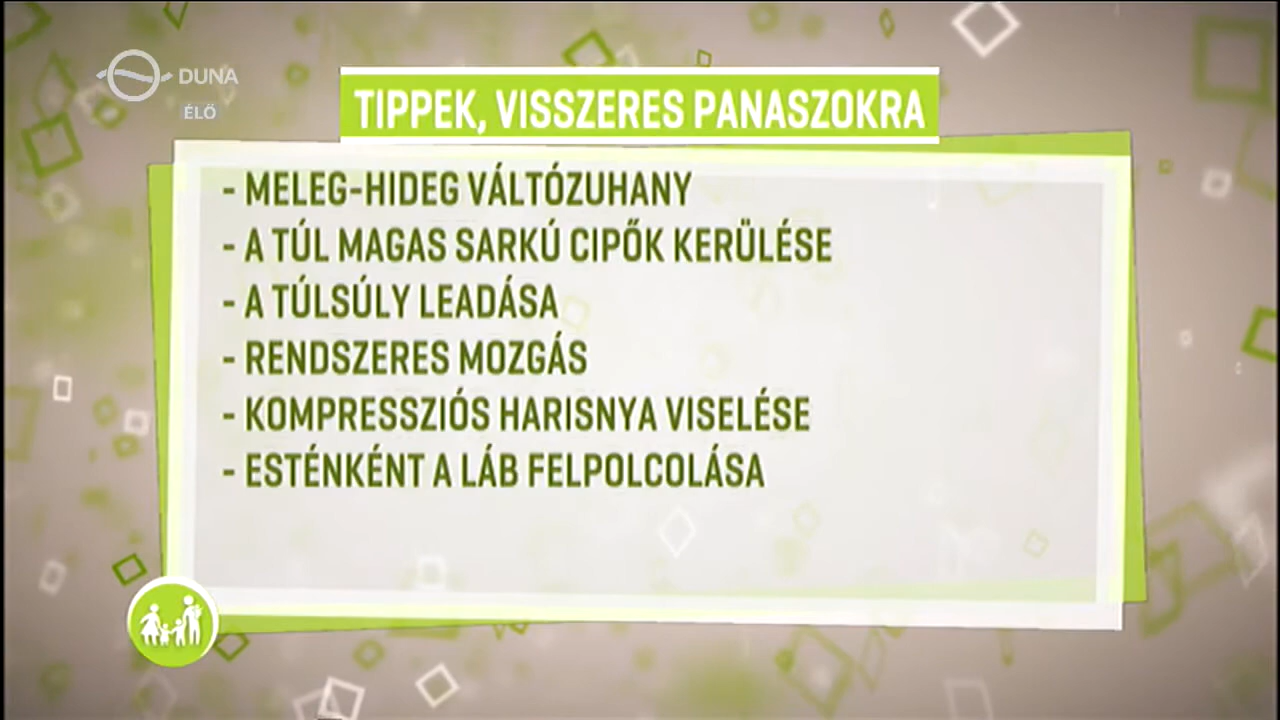 DUNA
ÉLŐ
TIPPEK, VISSZERES PANASZOKRA
- MELEG-HIDEG VÁLTÓZUHANY
- A TÚL MAGAS SARKÚ CIPŐK KERÜLÉSE
- A TÚLSÚLY LEADÁSA
- RENDSZERES MOZGÁS
- KOMPRESSZIÓS HARISNYA VISELÉSE
- ESTÉNKÉNT A LÁB FELPOLCOLÁSA